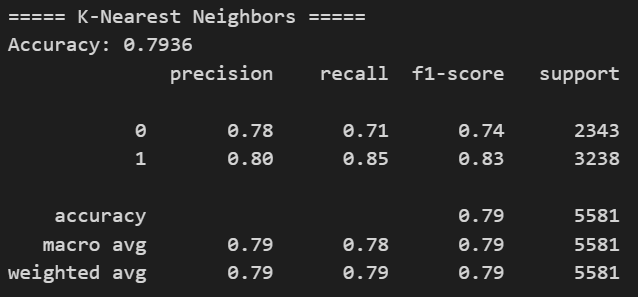 ===== K-Nearest Neighbors =====
Accuracy: 0.7936
              precision    recall  f1-score   support

           0       0.78      0.71      0.74      2343
           1       0.80      0.85      0.83      3238

    accuracy                           0.79      5581
   macro avg       0.79      0.78      0.79      5581
weighted avg       0.79      0.79      0.79      5581